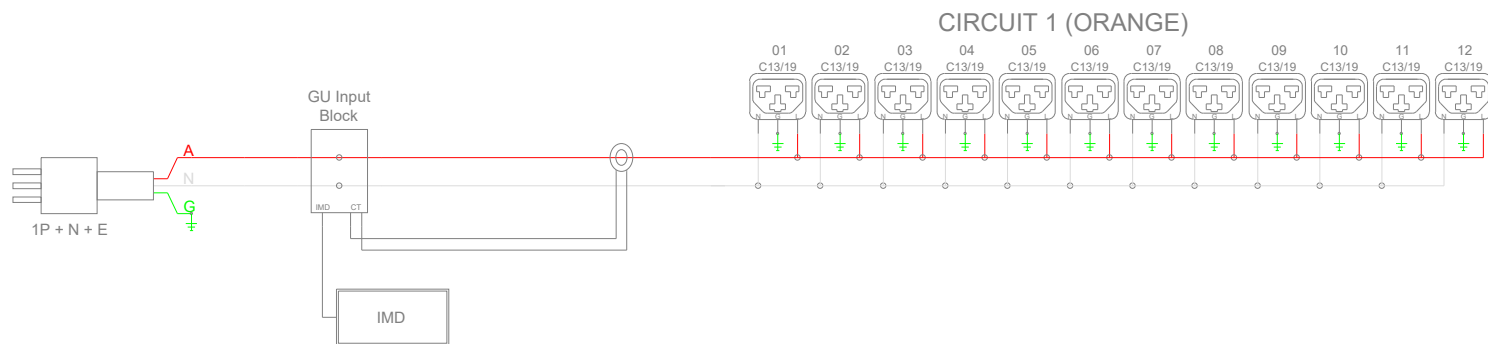 CIRCUIT 1 (ORANGE)
01 02 03 04 05 06 07 08 09 10 11 12
C13/19 C13/19 C13/19 C13/19 C13/19 C13/19 C13/19 C13/19 C13/19 C13/19 C13/19 C13/19
N G L N G L N G L N G L N G L N G L N G L N G L N G L N G L N G L N G L
GU Input
Block
A
N
G
IMD CT
1P + N + E
IMD